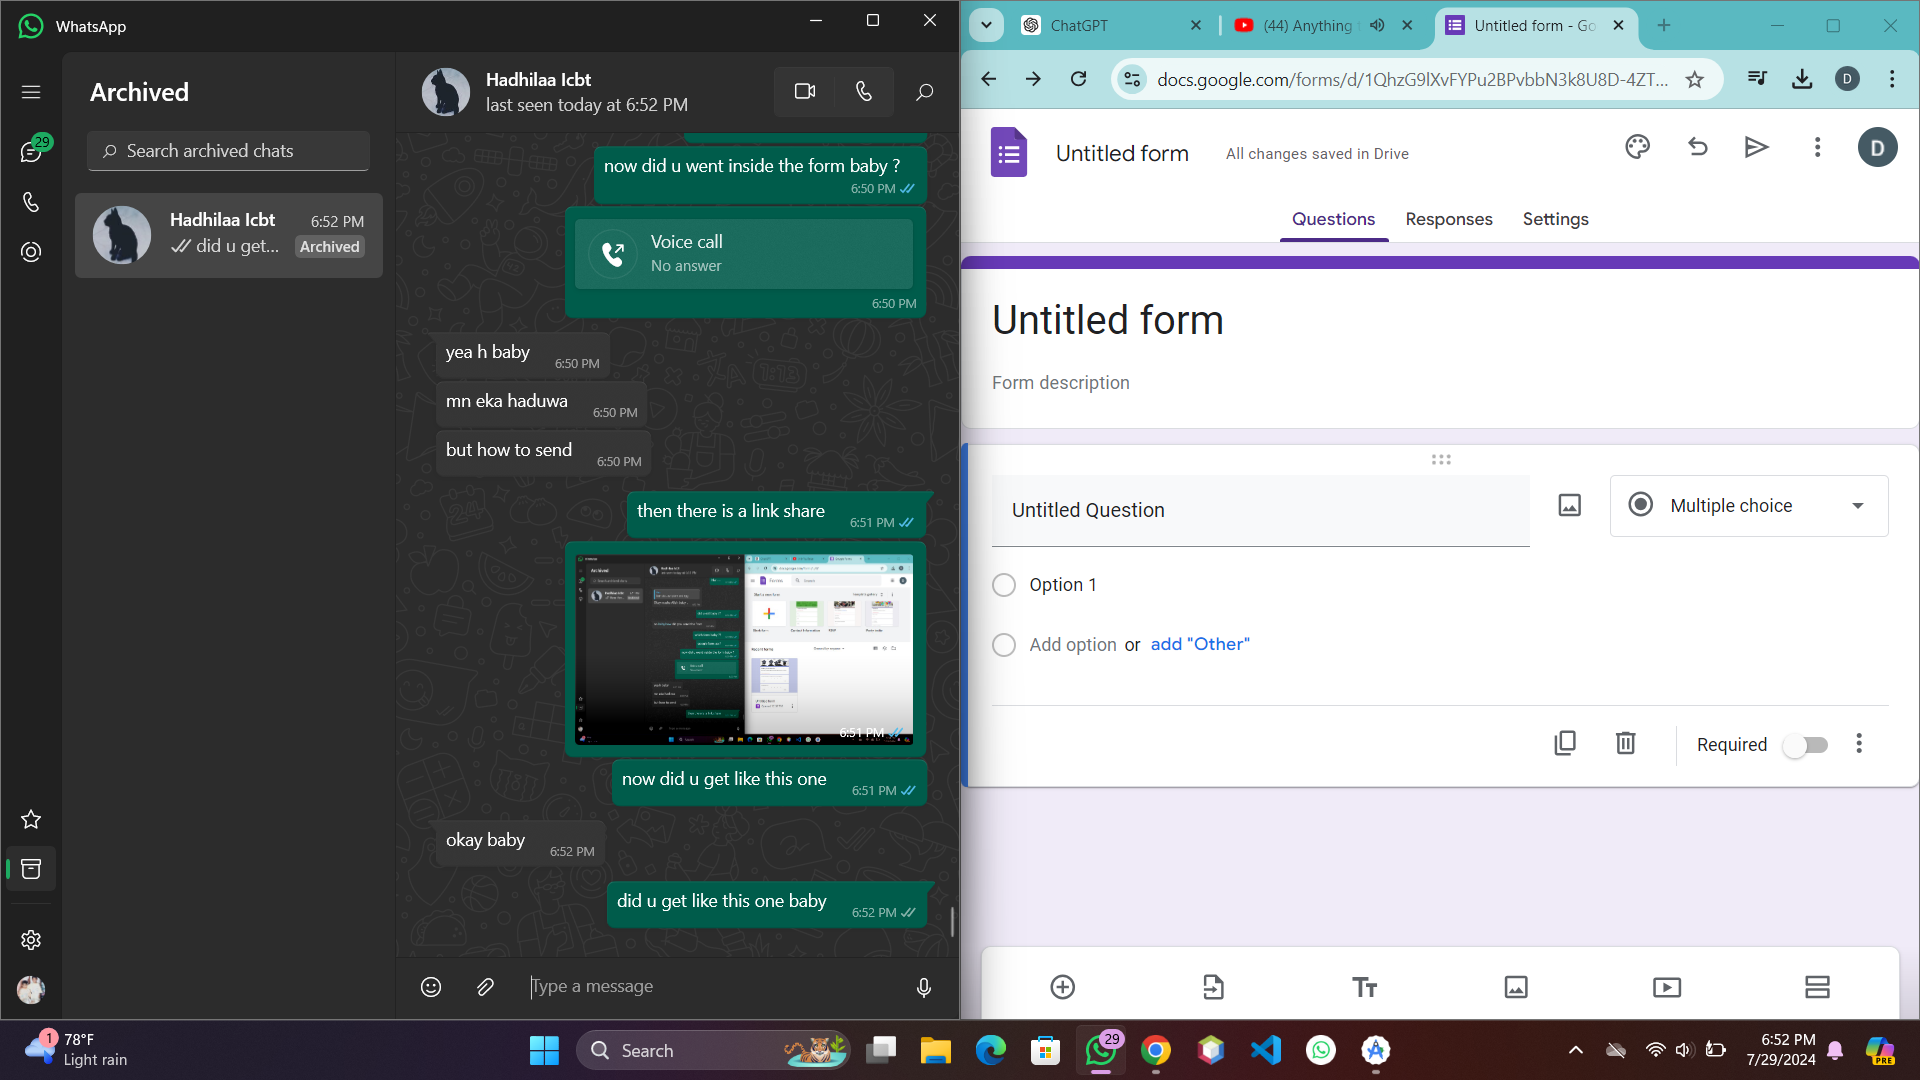 WhatsApp
Archived
Search archived chats
29
Hadhilaa Icbt
6:52 PM
did u get...
Archived
Hadhilaa Icbt
last seen today at 6:52 PM
now did u went inside the form baby ?
6:50 PM
Voice call
No answer
6:50 PM
yea h baby
6:50 PM
mn eka haduwa
6:50 PM
but how to send
6:50 PM
then there is a link share
6:51 PM
6:51 PM
now did u get like this one
6:51 PM
okay baby
6:52 PM
did u get like this one baby
6:52 PM
Type a message
ChatGPT
(44) Anything
Untitled form - Go
docs.google.com/forms/d/1QhzG9lXvFYPu2BPvbbN3k8U8D-4ZT...
D
Untitled form
All changes saved in Drive
D
Questions
Responses
Settings
Untitled form
Form description
Untitled Question
Multiple choice
Option 1
Add option or add "Other"
Required
Tт
1
78°F
Light rain
Search
29
PRE
6:52 PM
7/29/2024